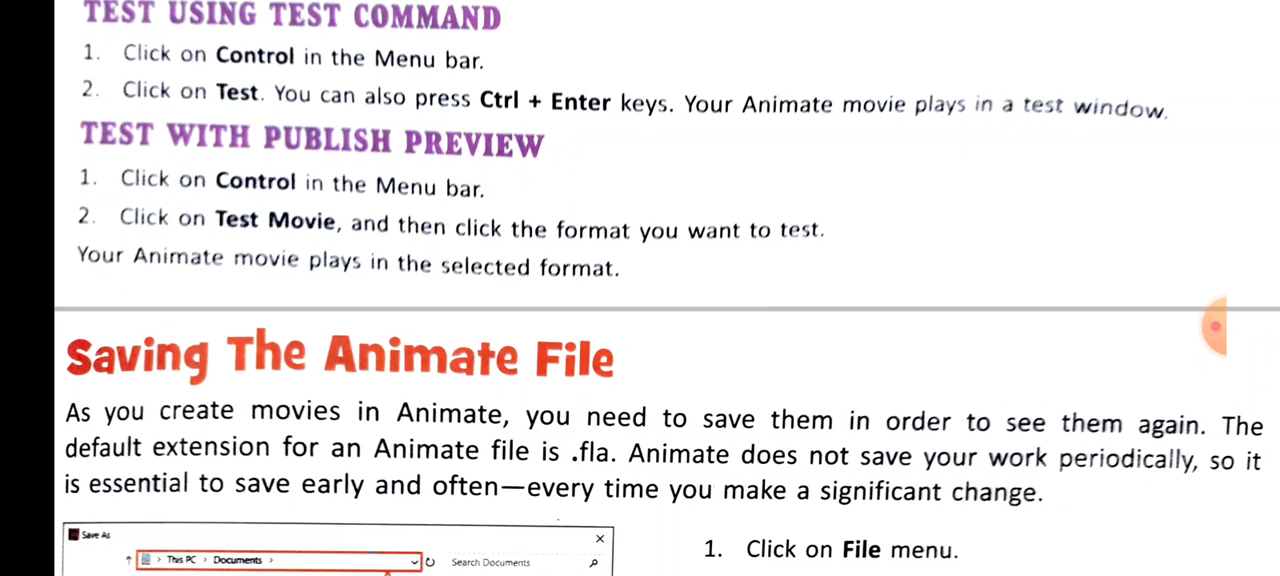 TEST USING TEST COMMAND
1. Click on Control in the Menu bar.
2. Click on Test. You can also press Ctrl + Enter keys. Your Animate movie plays in a test window.
TEST WITH PUBLISH PREVIEW
1. Click on Control in the Menu bar.
2. Click on Test Movie, and then click the format you want to test.
Your Animate movie plays in the selected format.
Saving The Animate File
As you create movies in Animate, you need to save them in order to see them again. The
default extension for an Animate file is .fla. Animate does not save your work periodically, so it
is essential to save early and often—every time you make a significant change.
Save As
This PC > Documents >
Search Documents
1. Click on File menu.